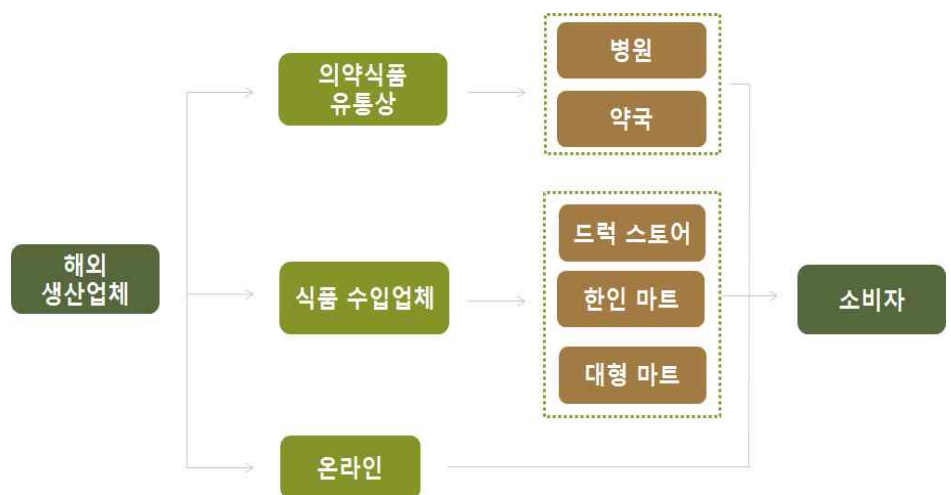 해외
생산업체
의약식품
유통상
식품 수입업체
온라인
병원
약국
드럭 스토어
한인 마트
대형 마트
소비자